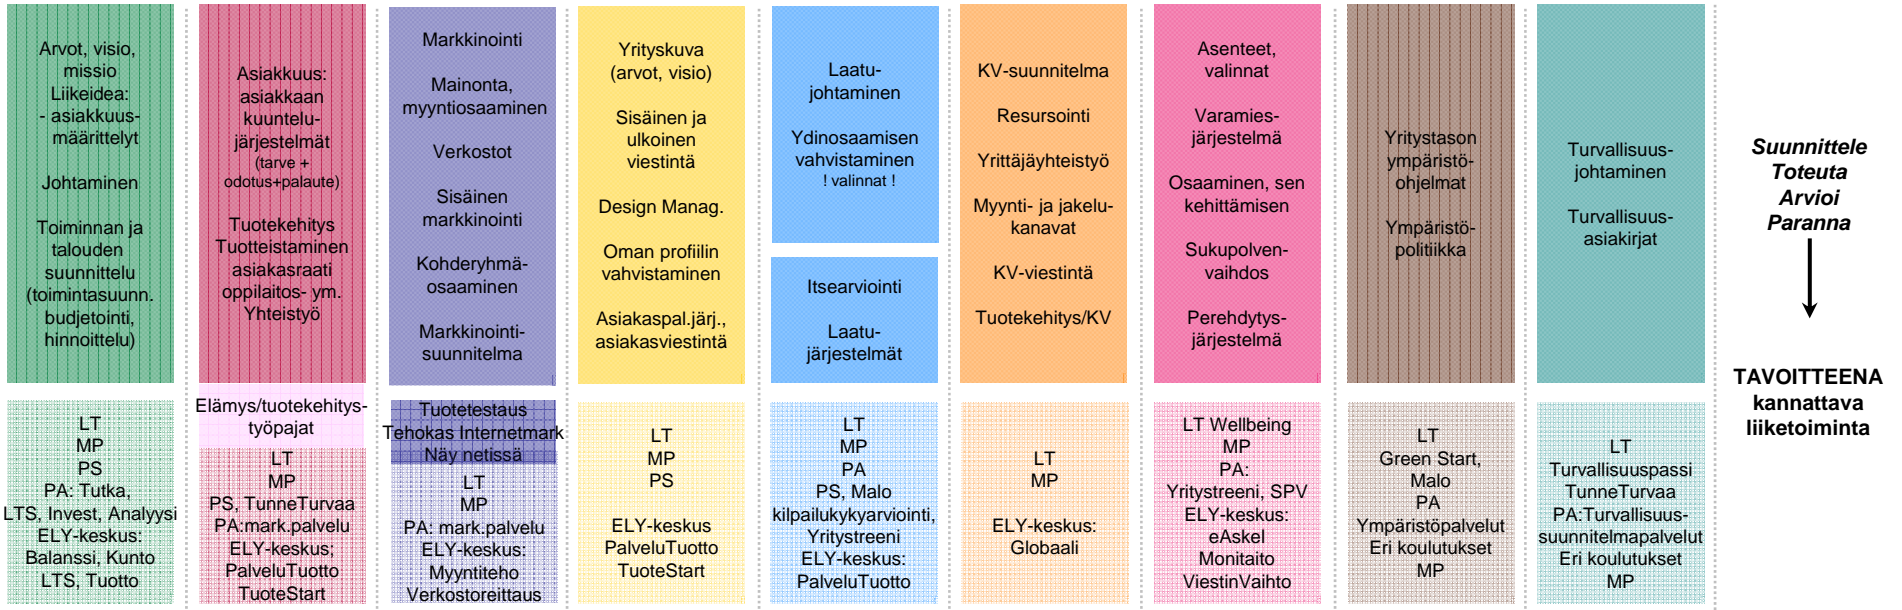 Arvot, visio,
missio
Liikeidea:
- asiakkuus-
määrittelyt
Johtaminen
Toiminnan ja
talouden
suunnittelu
(toimintasuunn.
budjetointi,
hinnoittelu)
LT
MP
PS
PA: Tutka,
LTS, Invest, Analyysi
ELY-keskus:
Balanssi, Kunto
LTS, Tuotto
Asiakkuus:
asiakkaan
kuuntelu-
järjestelmät
(tarve +
odotus+palaute)
Tuotekehitys
Tuotteistaminen
asiakasraati
oppilaitos- ym.
Yhteistyö
Elämys/tuotekehitys-
työpajat
LT
MP
PS, TunneTurvaa
PA:mark.palvelu
ELY-keskus;
PalveluTuotto
TuoteStart
Markkinointi
Mainonta,
myyntiosaaminen
Verkostot
Sisäinen
markkinointi
Kohderyhmä-
osaaminen
Markkinointi-
suunnitelma
Tuotetestaus
Tehokas Internetmark
Näy netissä
LT
MP
PA: mark.palvelu
ELY-keskus:
Myyntiteho
Verkostoreittaus
Yrityskuva
(arvot, visio)
Sisäinen ja
ulkoinen
viestintä
Design Manag.
Oman profiilin
vahvistaminen
Asiakaspal.järj.,
asiakasviestintä
LT
MP
PS
ELY-keskus
PalveluTuotto
TuoteStart
Laatu-
johtaminen
Ydinosaamisen
vahvistaminen
! valinnat !
Itsearviointi
Laatu-
järjestelmät
LT
MP
PA
PS, Malo
kilpailukykyarviointi,
Yritystreeni
ELY-keskus:
PalveluTuotto
KV-suunnitelma
Resursointi
Yrittäjäyhteistyö
Myynti- ja jakelu-
kanavat
KV-viestintä
Tuotekehitys/KV
LT
MP
ELY-keskus:
Globaali
Asenteet,
valinnat
Varamies-
järjestelmä
Osaaminen, sen
kehittämisen
Sukupolven-
vaihdos
Perehdytys-
järjestelmä
LT Wellbeing
MP
PA:
Yritystreeni, SPV
ELY-keskus:
eAskel
Monitaito
ViestinVaihto
Yritystason
ympäristö-
ohjelmat
Ympäristö-
politiikka
LT
Green Start,
Malo
PA
Ympäristöpalvelut
Eri koulutukset
MP
Turvallisuus-
johtaminen
Turvallisuus-
asiakirjat
LT
Turvallisuuspassi
TunneTurvaa
PA:Turvallisuus-
suunnitelmapalvelut
Eri koulutukset
MP
Suunnittele
Toteuta
Arvioi
Paranna
TAVOITTEENA
kannattava
liiketoiminta